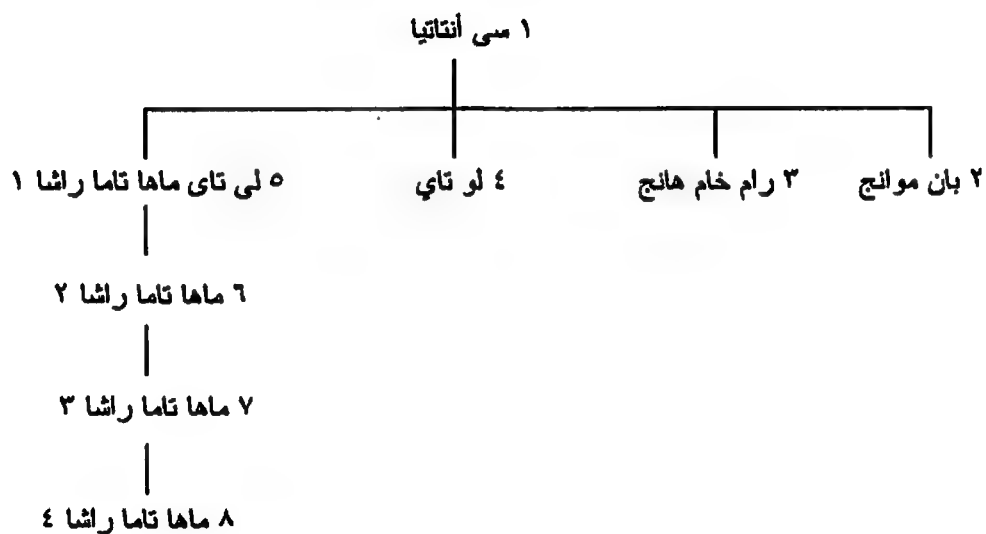 ١ سى أنتاتيا
٢ بان موانج
٣ رام خام هانج
٤ لو تاي
٥ لى تاى ماها تاما راشا ١
٦ ماها تاما راشا ٢
٧ ماها تاما راشا ٣
٨ ماها تاما راشا ٤